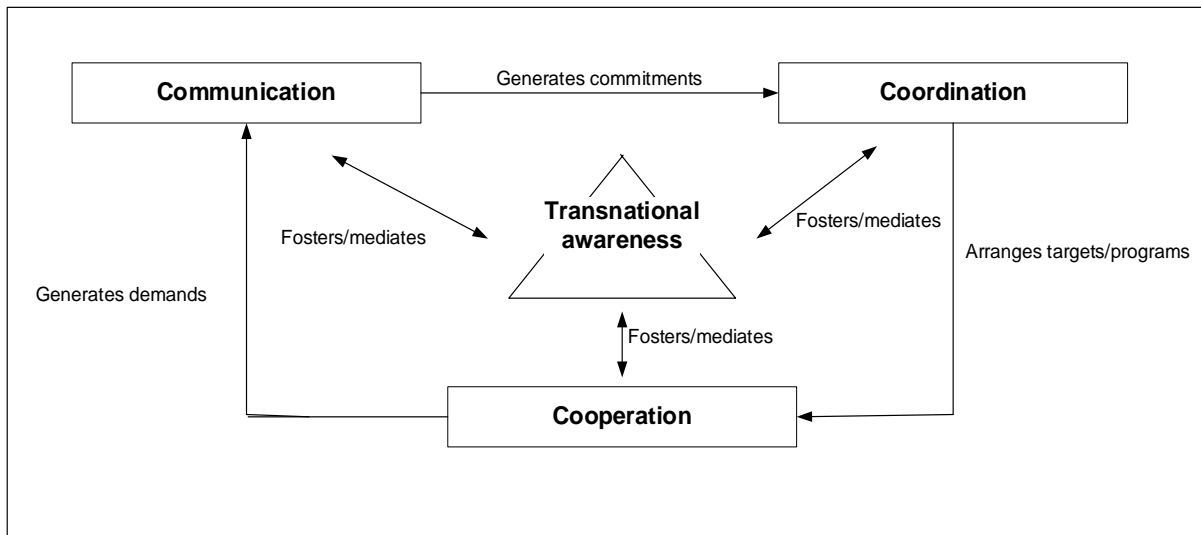 Communication
Generates commitments
Coordination
Transnational
awareness
Fosters/mediates
Fosters/mediates
Arranges targets/programs
Generates demands
Fosters/mediates
Cooperation